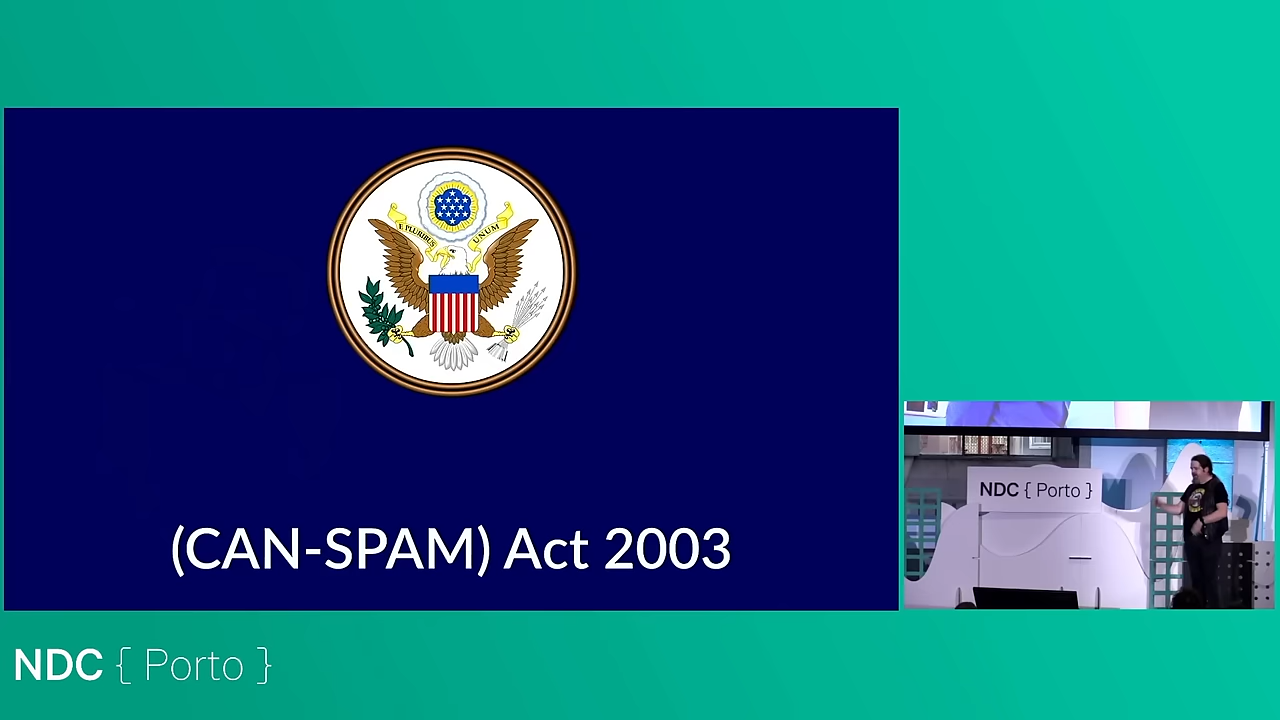 E PLURIBUS UNUM
(CAN-SPAM) Act 2003
NDC { Porto }
NDC { Porto }